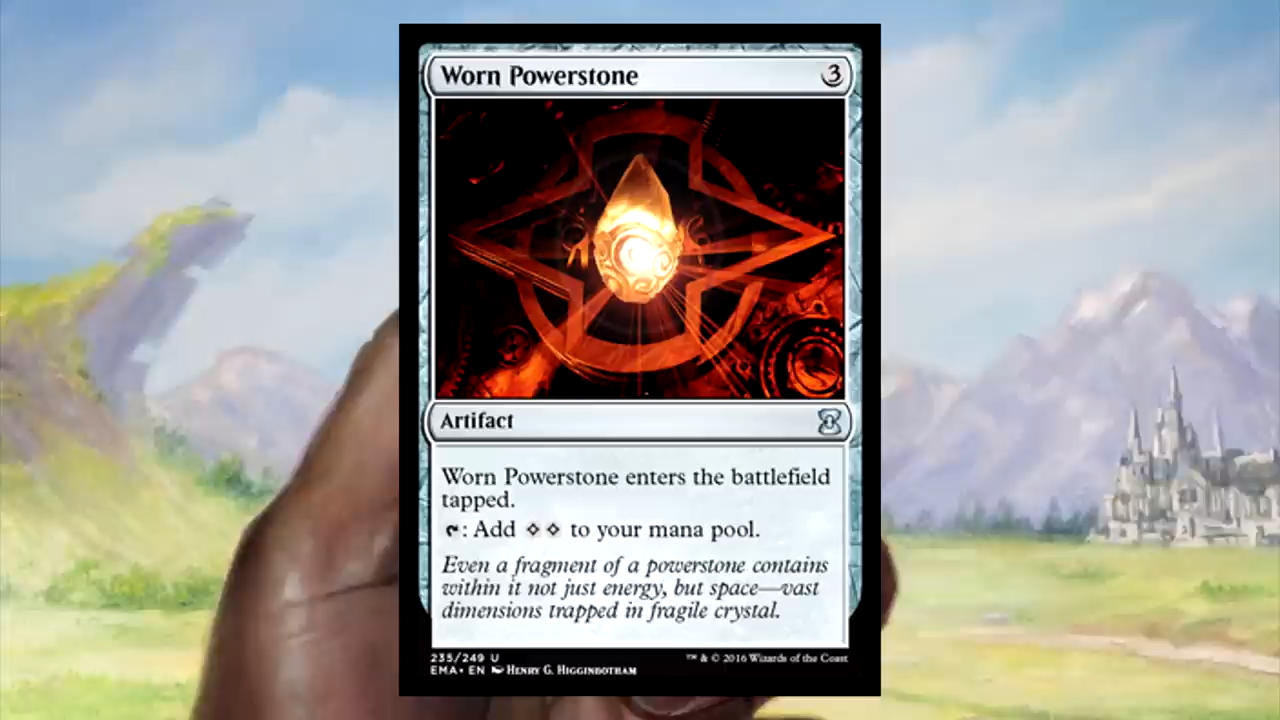 Worn Powerstone 3
Artifact
Worn Powerstone enters the battlefield
tapped.
: Add to your mana pool.
Even a fragment of a powerstone contains
within it not just energy, but space—vast
dimensions trapped in fragile crystal.
235/249 U ™ & © 2016 Wizards of the Coast
EMA • EN Henry G. Higginbotham